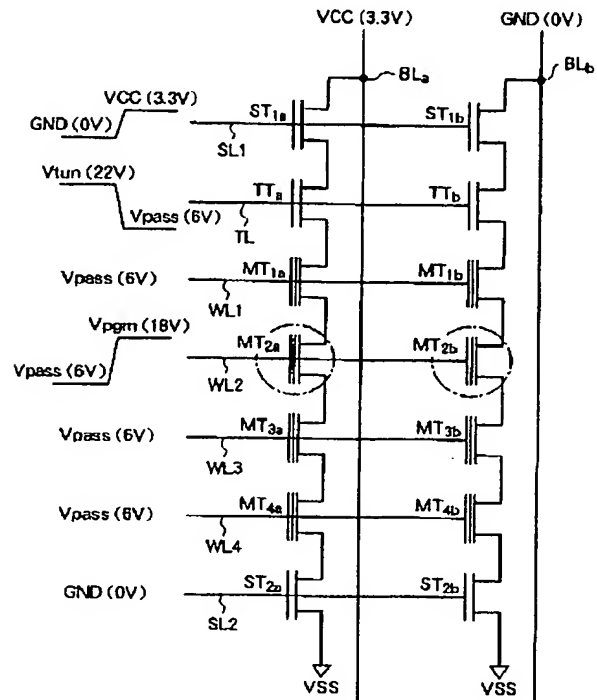 VCC (3.3V) GND (0V)
BLa BLb
VCC (3.3V)
GND (0V)
ST1a ST1b
SL1
Vtun (22V)
Vpass (6V)
TTa TTb
TL
Vpass (6V)
MT1a MT1b
WL1
Vpgm (18V)
Vpass (6V)
MT2a MT2b
WL2
Vpass (6V)
MT3a MT3b
WL3
Vpass (6V)
MT4a MT4b
WL4
GND (0V)
ST2a ST2b
SL2
VSS VSS